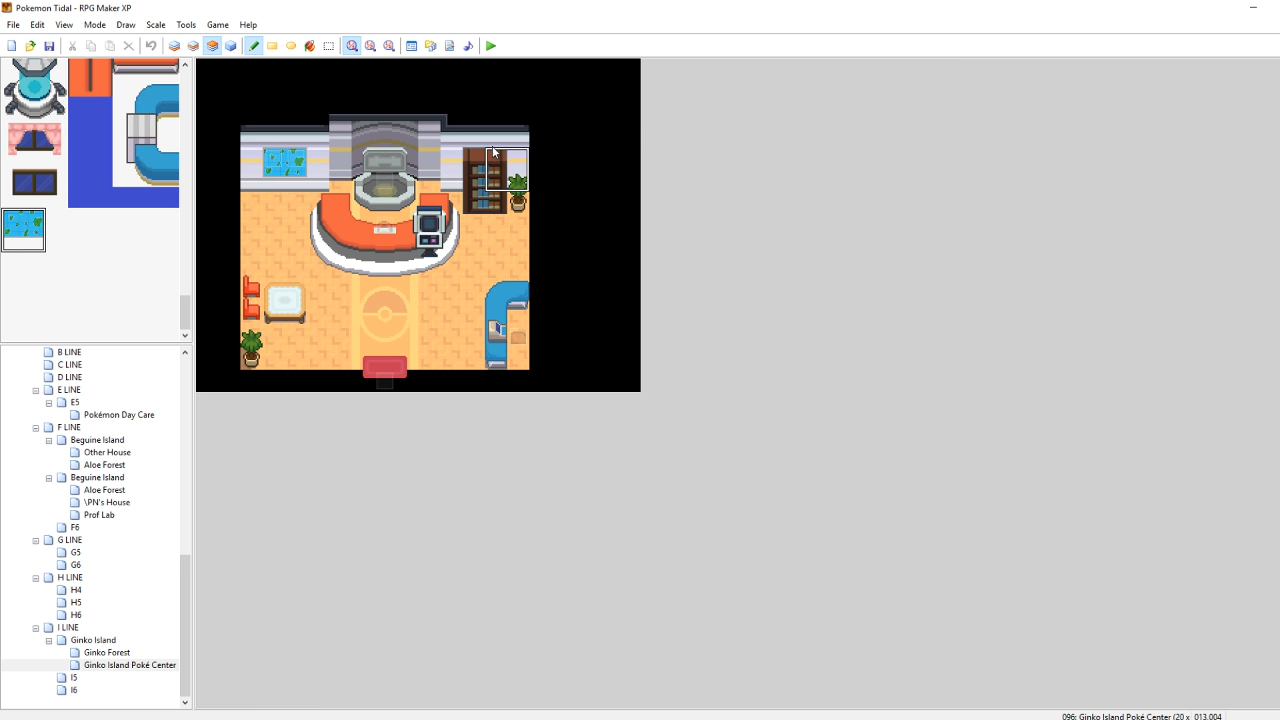 Pokemon Tidal - RPG Maker XP
File Edit View Mode Draw Scale Tools Game Help
B LINE
C LINE
D LINE
E LINE
E5
Pokémon Day Care
F LINE
Beguine Island
Other House
Aloe Forest
Beguine Island
Aloe Forest
\PN's House
Prof Lab
F6
G LINE
G5
G6
H LINE
H4
H5
H6
I LINE
Ginko Island
Ginko Forest
Ginko Island Poké Center
I5
I6
096: Ginko Island Poké Center (20 x 013,004